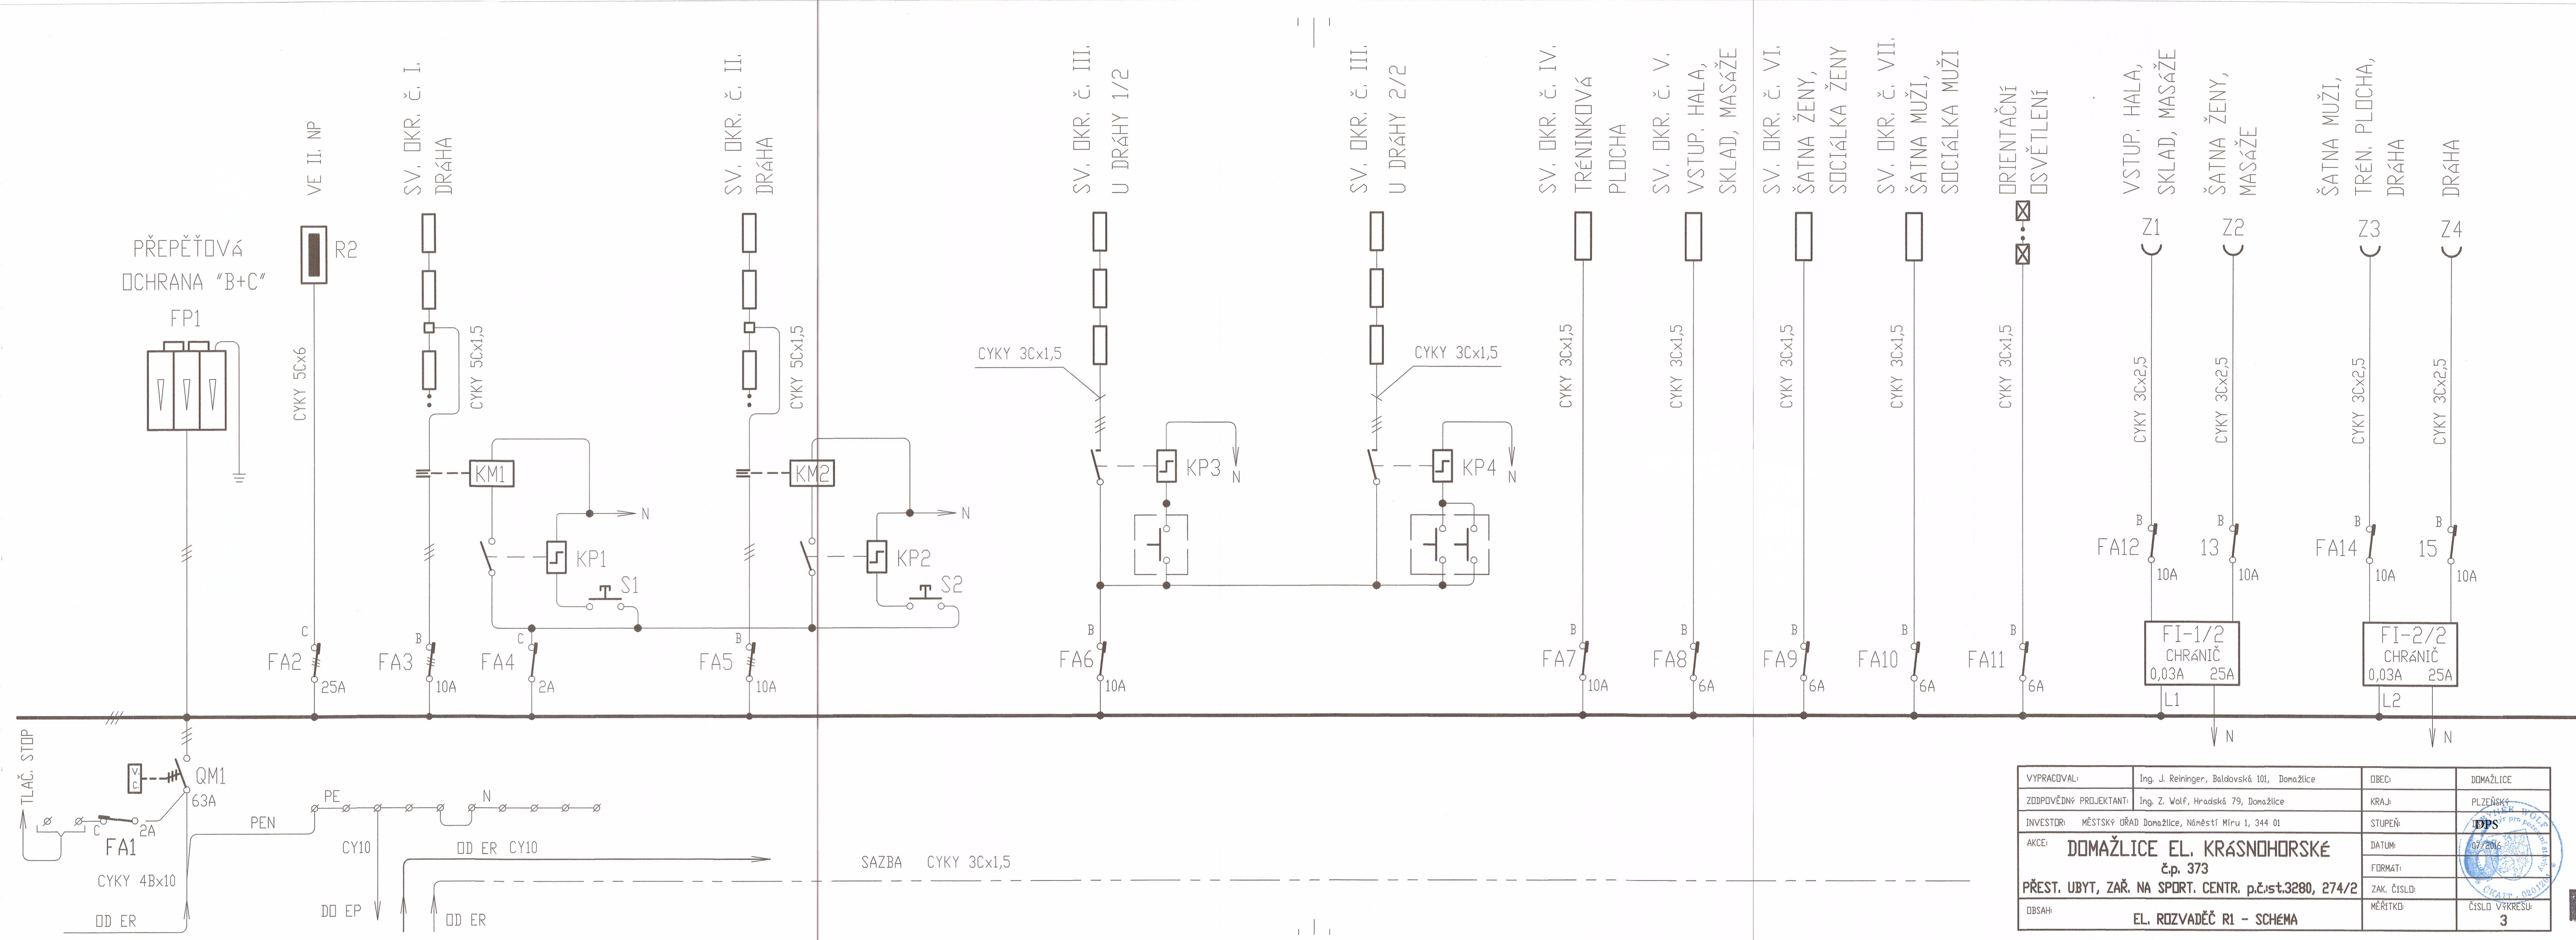 PŘEPĚŤOVÁ
OCHRANA "B+C"
FP1
VE II. NP
R2
CYKY 5Cx6
C
FA2
25A
SV. OKR. Č. I.
DRÁHA
CYKY 5Cx1,5
KM1
N
KP1
S1
B
FA3
10A
C
FA4
2A
SV. OKR. Č. II.
DRÁHA
CYKY 5Cx1,5
KM2
N
KP2
S2
B
FA5
10A
SV. OKR. Č. III.
U DRÁHY 1/2
CYKY 3Cx1,5
KP3
N
B
FA6
10A
SV. OKR. Č. III.
U DRÁHY 2/2
CYKY 3Cx1,5
KP4
N
SV. OKR. Č. IV.
TRÉNINKOVÁ
PLOCHA
CYKY 3Cx1,5
B
FA7
10A
SV. OKR. Č. V.
VSTUP. HALA,
SKLAD, MASÁŽE
CYKY 3Cx1,5
B
FA8
6A
SV. OKR. Č. VI.
ŠATNA ŽENY,
SOCIÁLKA ŽENY
CYKY 3Cx1,5
B
FA9
6A
SV. OKR. Č. VII.
ŠATNA MUŽI,
SOCIÁLKA MUŽI
CYKY 3Cx1,5
B
FA10
6A
ORIENTAČNÍ
OSVĚTLENÍ
CYKY 3Cx1,5
B
FA11
6A
VSTUP. HALA,
SKLAD, MASÁŽE
Z1
CYKY 3Cx2,5
B
FA12
10A
ŠATNA ŽENY,
MASÁŽE
Z2
CYKY 3Cx2,5
B
13
10A
FI-1/2
CHRÁNIČ
0,03A 25A
L1
N
ŠATNA MUŽI,
TRÉN. PLOCHA,
DRÁHA
Z3
CYKY 3Cx2,5
B
FA14
10A
DRÁHA
Z4
CYKY 3Cx2,5
B
15
10A
FI-2/2
CHRÁNIČ
0,03A 25A
L2
N
TLAČ. STOP
V.
C.
QM1
63A
C
2A
FA1
CYKY 4Bx10
OD ER
PEN
PE
N
CY10
DO EP
OD ER CY10
OD ER
SAZBA CYKY 3Cx1,5
VYPRACOVAL: Ing. J. Reininger, Baldovská 101, Domažlice
OBEC: DOMAŽLICE
ZODPOVĚDNÝ PROJEKTANT: Ing. Z. Wolf, Hradská 79, Domažlice
KRAJ: PLZEŇSKÝ
INVESTOR: MĚSTSKÝ ÚŘAD Domažlice, Náměstí Míru 1, 344 01
STUPEŇ: DPS
AKCE: DOMAŽLICE EL. KRÁSNOHORSKÉ
č.p. 373
PŘEST. UBYT, ZAŘ. NA SPORT. CENTR. p.č.:st.3280, 274/2
DATUM: 07/2016
FORMÁT:
ZAK. ČÍSLO:
OBSAH:
EL. ROZVADĚČ R1 - SCHÉMA
MĚŘÍTKO:
ČÍSLO VÝKRESU:
3